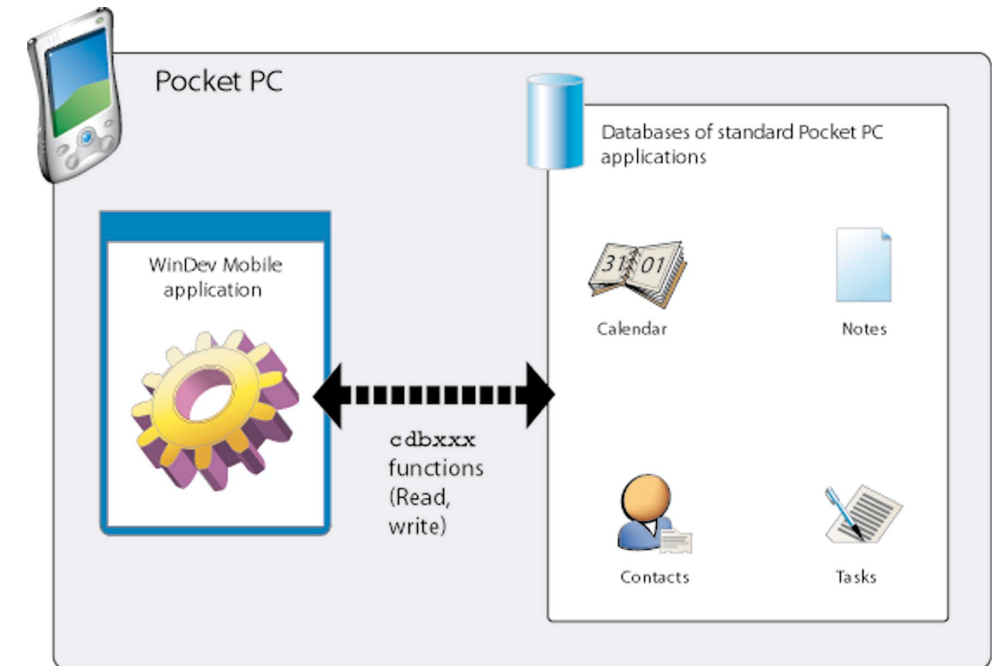 Pocket PC
Databases of standard Pocket PC
applications
WinDev Mobile
application
31 01
Calendar
Notes
cdbxxx
functions
(Read,
write)
Contacts
Tasks